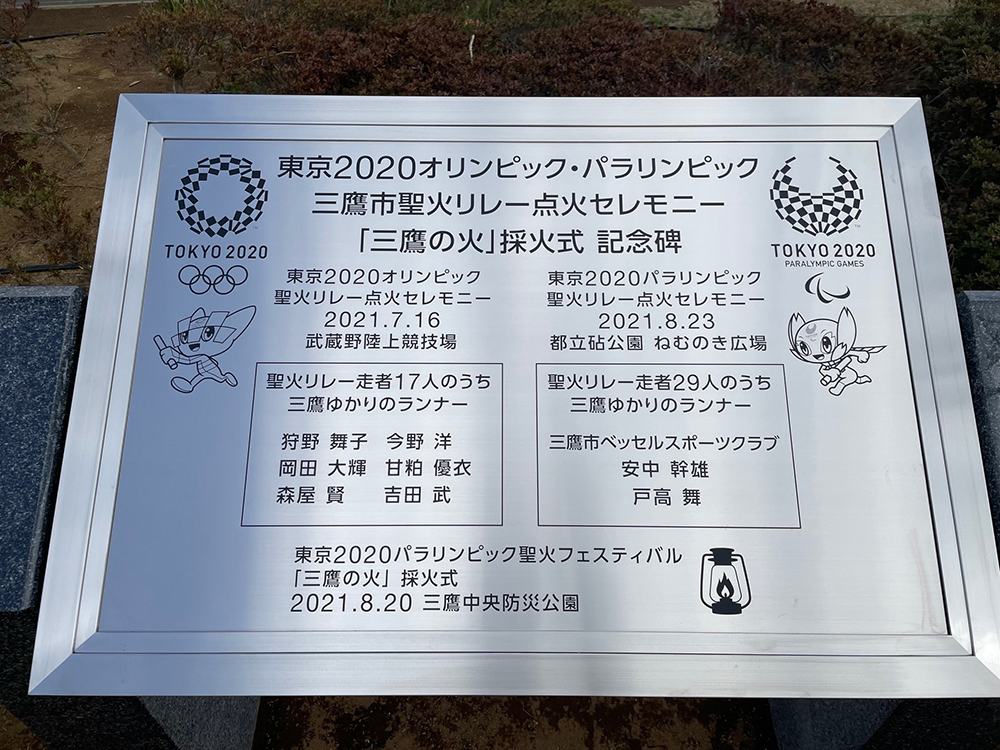 東京2020オリンピック・パラリンピック
三鷹市聖火リレー点火セレモニー
「三鷹の火」採火式 記念碑
TOKYO 2020
TOKYO 2020
PARALYMPIC GAMES
東京2020オリンピック
聖火リレー点火セレモニー
2021.7.16
武蔵野陸上競技場
東京2020パラリンピック
聖火リレー点火セレモニー
2021.8.23
都立砧公園 ねむのき広場
聖火リレー走者17人のうち
三鷹ゆかりのランナー
狩野 舞子 今野 洋
岡田 大輝 甘粕 優衣
森屋 賢 吉田 武
聖火リレー走者29人のうち
三鷹ゆかりのランナー
三鷹市ベッセルスポーツクラブ
安中 幹雄
戸高 舞
東京2020パラリンピック聖火フェスティバル
「三鷹の火」採火式
2021.8.20 三鷹中央防災公園